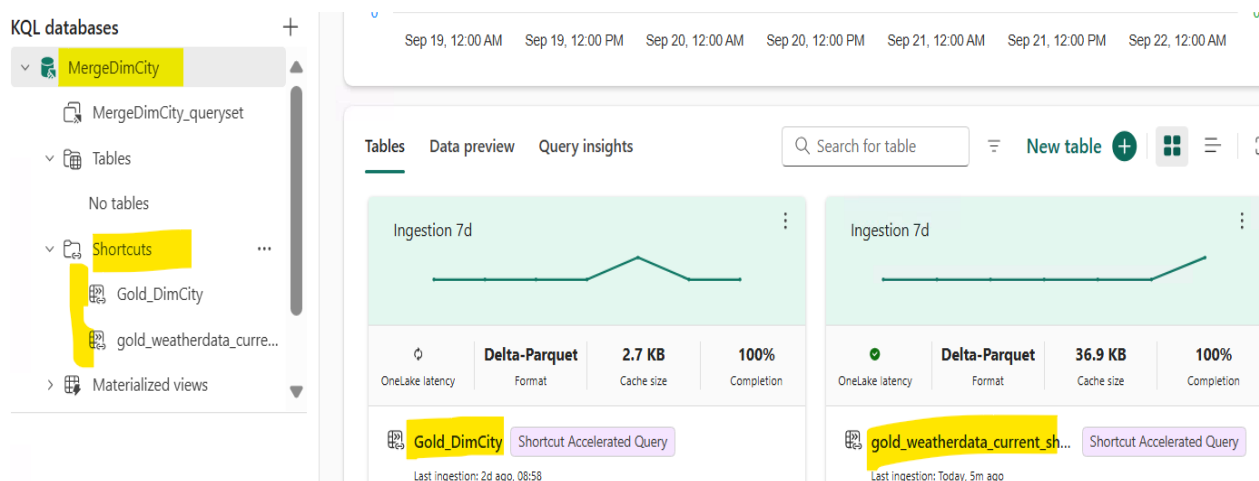 KQL databases
MergeDimCity
MergeDimCity_queryset
Tables
No tables
Shortcuts
Gold_DimCity
gold_weatherdata_curre...
Materialized views
0
Sep 19, 12:00 AM Sep 19, 12:00 PM Sep 20, 12:00 AM Sep 20, 12:00 PM Sep 21, 12:00 AM Sep 21, 12:00 PM Sep 22, 12:00 AM
Tables Data preview Query insights Search for table New table
Ingestion 7d
OneLake latency
Delta-Parquet
Format
2.7 KB
Cache size
100%
Completion
Gold_DimCity Shortcut Accelerated Query
Last ingestion: 2d ago, 08:58
Ingestion 7d
OneLake latency
Delta-Parquet
Format
36.9 KB
Cache size
100%
Completion
gold_weatherdata_current_sh... Shortcut Accelerated Query
Last ingestion: Today, 5m ago